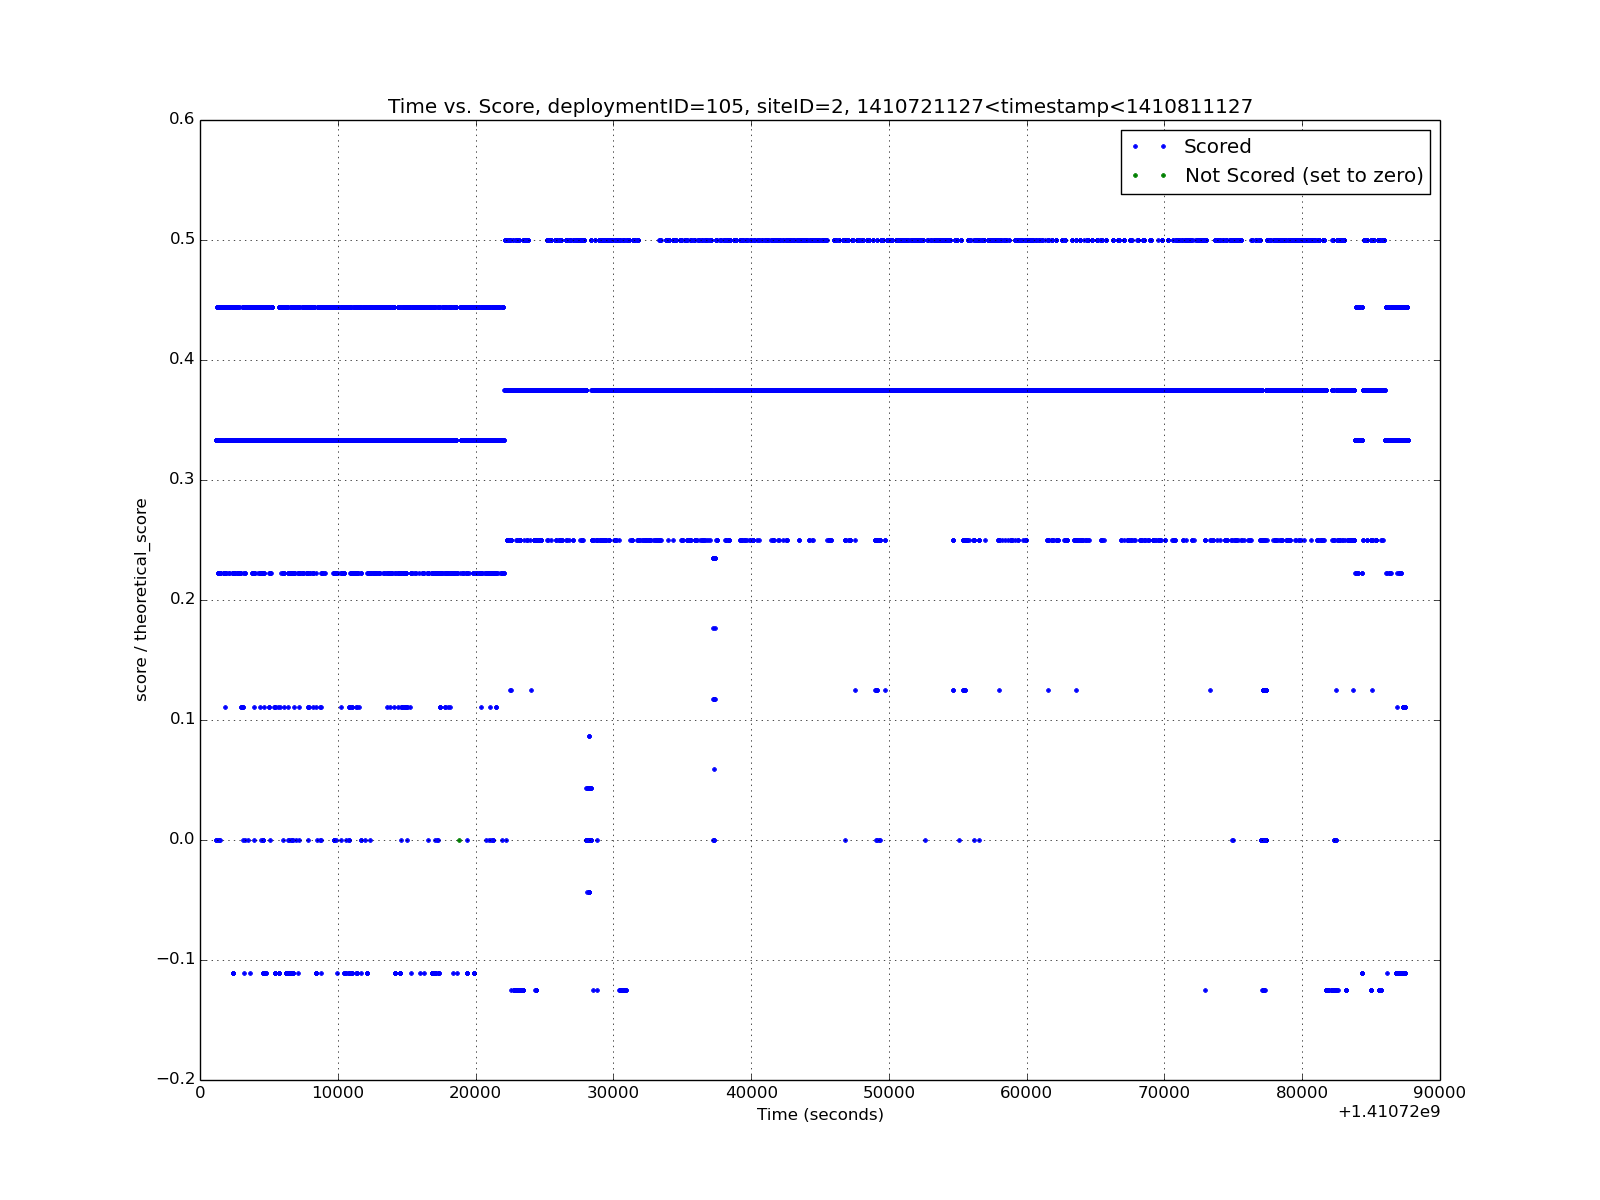 Time vs. Score, deploymentID=105, siteID=2, 1410721127<timestamp<1410811127
Scored
Not Scored (set to zero)
score / theoretical_score
0.6
0.5
0.4
0.3
0.2
0.1
0.0
−0.1
−0.2
0 10000 20000 30000 40000 50000 60000 70000 80000 90000
+1.41072e9
Time (seconds)